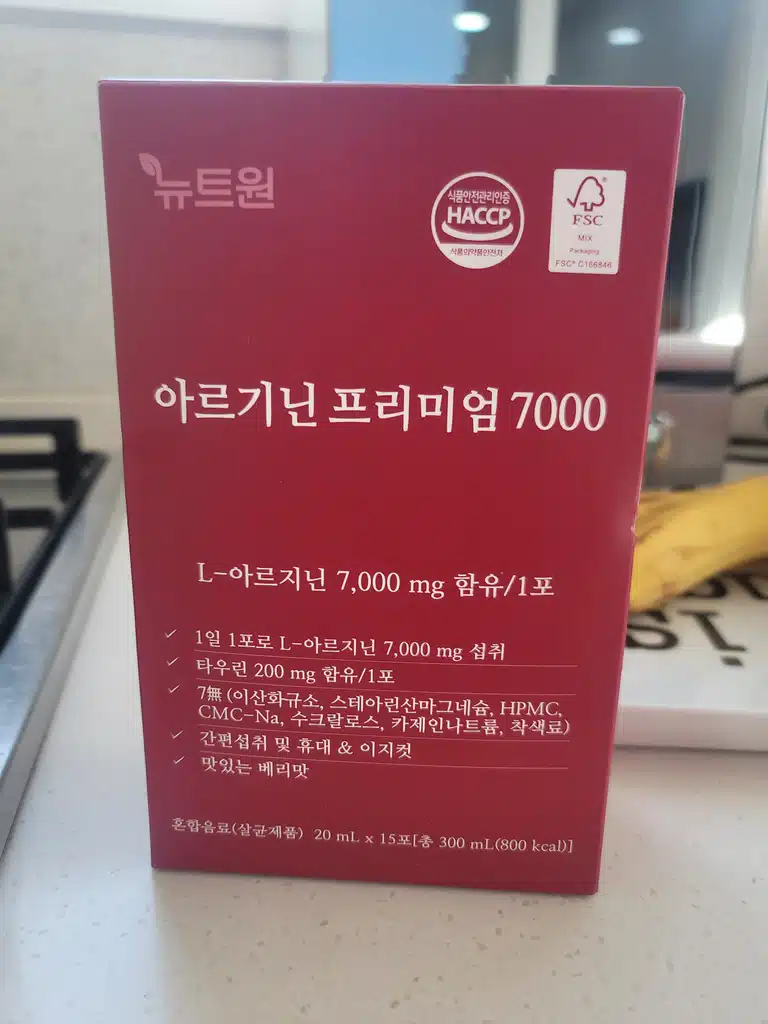 뉴트원
식품안전관리인증
HACCP
식품의약품안전처
FSC
MIX
Packaging
FSC® C166846
아르기닌 프리미엄 7000
L-아르지닌 7,000 mg 함유/1포
1일 1포로 L-아르지닌 7,000 mg 섭취
타우린 200 mg 함유/1포
7無 (이산화규소, 스테아린산마그네슘, HPMC,
CMC-Na, 수크랄로스, 카제인나트륨, 착색료)
간편섭취 및 휴대 & 이지컷
맛있는 베리맛
혼합음료(살균제품) 20 mL x 15포[총 300 mL(800 kcal)]